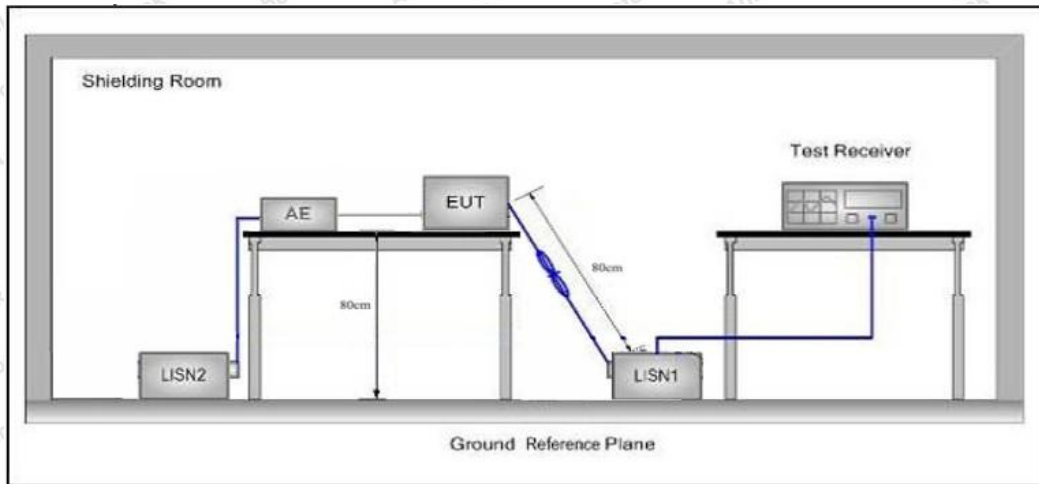 Shielding Room
Test Receiver
AE
EUT
80cm
80cm
LISN2
LISN1
Ground Reference Plane